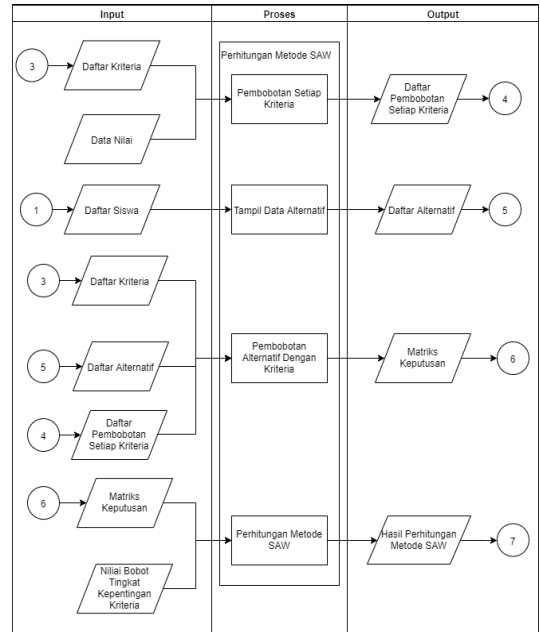 Input
Proses
Output
Perhitungan Metode SAW
3
Daftar Kriteria
Data Nilai
Pembobotan Setiap
Kriteria
Daftar
Pembobotan
Setiap Kriteria
4
1
Daftar Siswa
Tampil Data Alternatif
Daftar Alternatif
5
3
Daftar Kriteria
5
Daftar Alternatif
4
Daftar
Pembobotan
Setiap Kriteria
Pembobotan
Alternatif Dengan
Kriteria
Matriks
Keputusan
6
6
Matriks
Keputusan
Niliai Bobot
Tingkat
Kepentingan
Kriteria
Perhitungan Metode
SAW
Hasil Perhitungan
Metode SAW
7